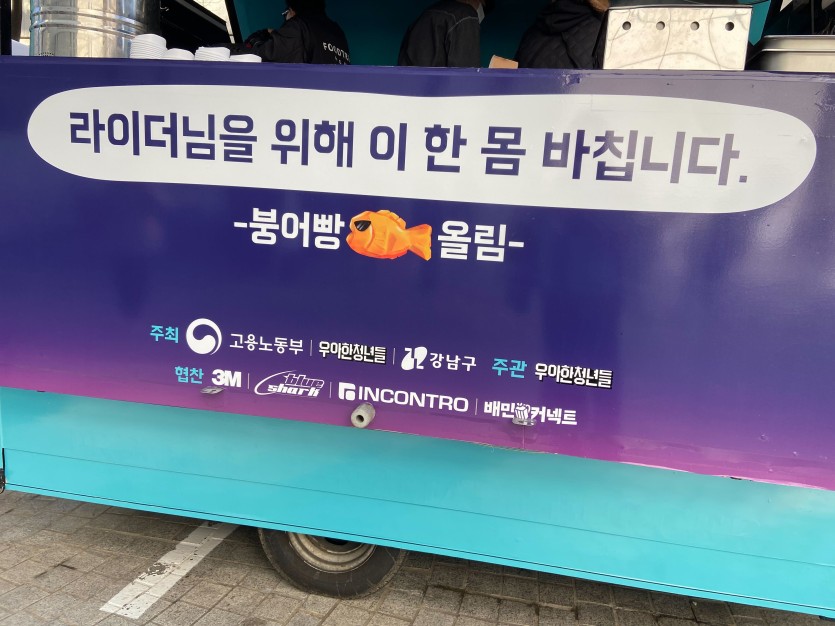 라이더님을 위해 이 한 몸 바칩니다.
-붕어빵 올림-
주최 고용노동부 우아한청년들 강남구 주관 우아한청년들
협찬 3M blue shark INCONTRO 배민커넥트